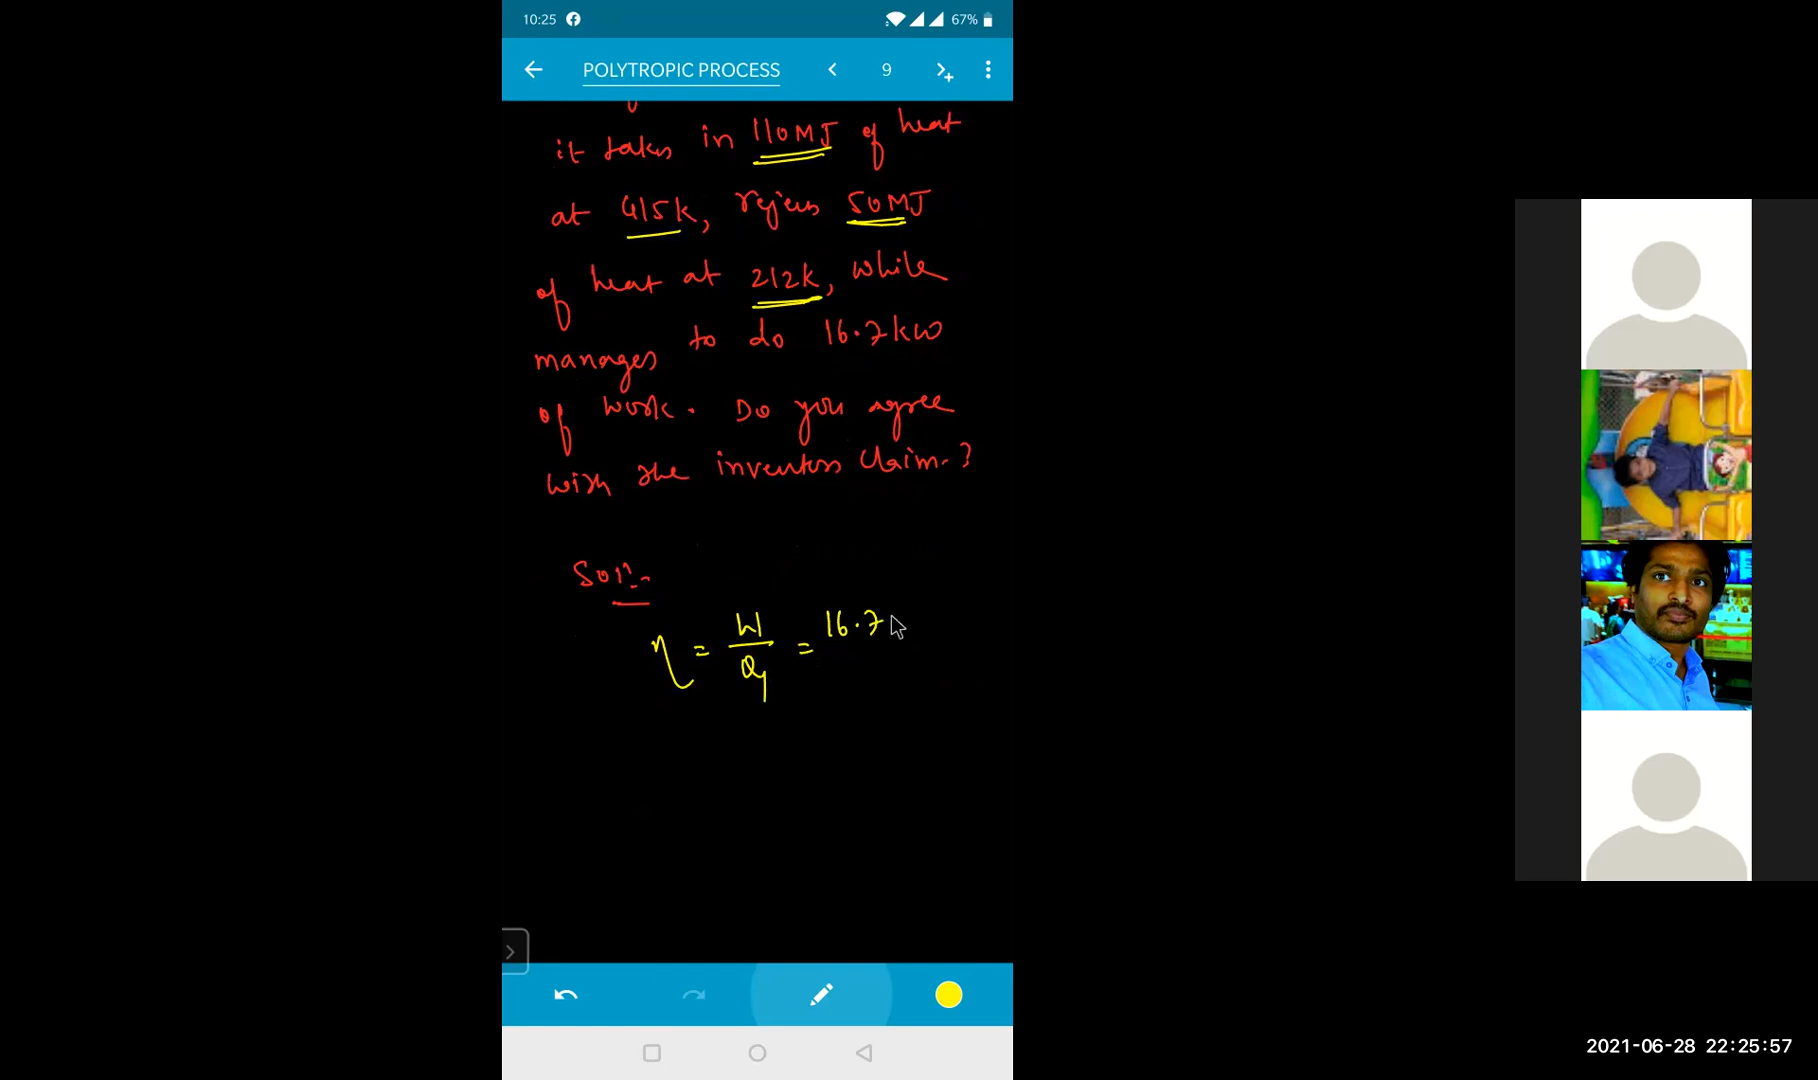 10:25 67%
POLYTROPIC PROCESS 9
it takes in 110MJ of heat
at 415k, rejects 50MJ
of heat at 212k, while
manages to do 16.7kw
of work. Do you agree
with the inventors claim.?
Soln:-
η = W/Q1 = 16.7
2021-06-28 22:25:57